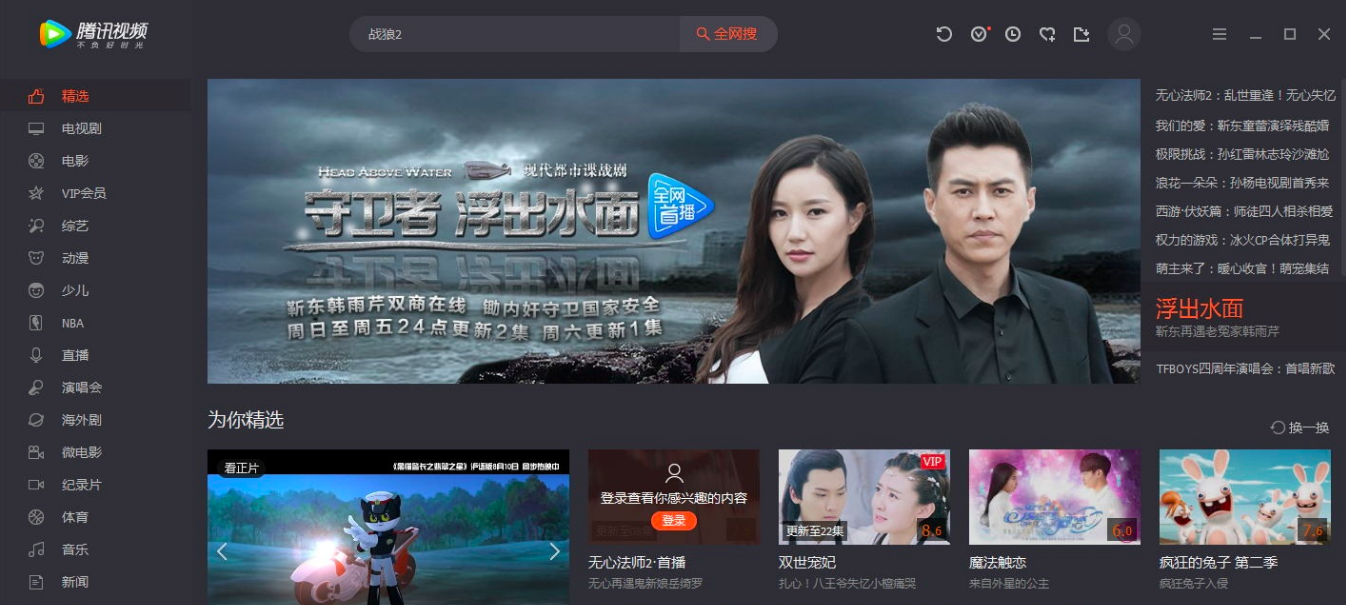 腾讯视频
不负好时光
战狼2
全网搜
精选
电视剧
电影
VIP会员
综艺
动漫
少儿
NBA
直播
演唱会
海外剧
微电影
纪录片
体育
音乐
新闻
HEAD ABOVE WATER 现代都市谍战剧
守卫者 浮出水面
全网
首播
靳东韩雨芹双商在线 锄内奸守卫国家安全
周日至周五24点更新2集 周六更新1集
无心法师2：乱世重逢！无心失忆
我们的爱：靳东童蕾演绎残酷婚
极限挑战：孙红雷林志玲沙滩尬
浪花一朵朵：孙杨电视剧首秀来
西游·伏妖篇：师徒四人相杀相爱
权力的游戏：冰火CP合体打异鬼
萌主来了：暖心收官！萌宠集结
浮出水面
靳东再遇老冤家韩雨芹
TFBOYS四周年演唱会：首唱新歌
为你精选
换一换
看正片
《黑猫警长之翡翠之星》沪语版8月10日 同步热映中
登录查看你感兴趣的内容
登录
无心法师2·首播
无心再遇鬼新娘岳绮罗
VIP
更新至22集
8.6
双世宠妃
扎心！八王爷失忆小檀痛哭
6.0
魔法触恋
来自外星的公主
7.6
疯狂的兔子 第二季
疯狂兔子入侵